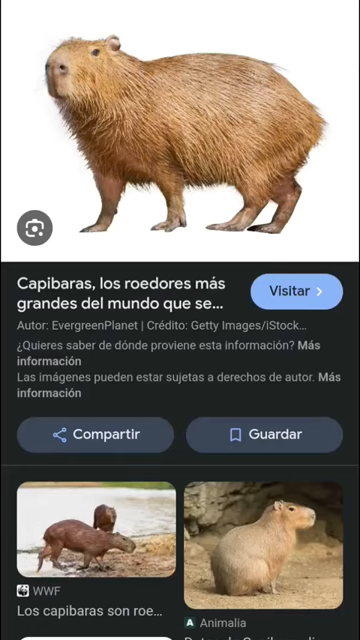 Capibaras, los roedores más
grandes del mundo que se...
Visitar
Autor: EvergreenPlanet | Crédito: Getty Images/iStock...
¿Quieres saber de dónde proviene esta información? Más
información
Las imágenes pueden estar sujetas a derechos de autor. Más
información
Compartir
Guardar
WWF
Los capibaras son roe...
Animalia